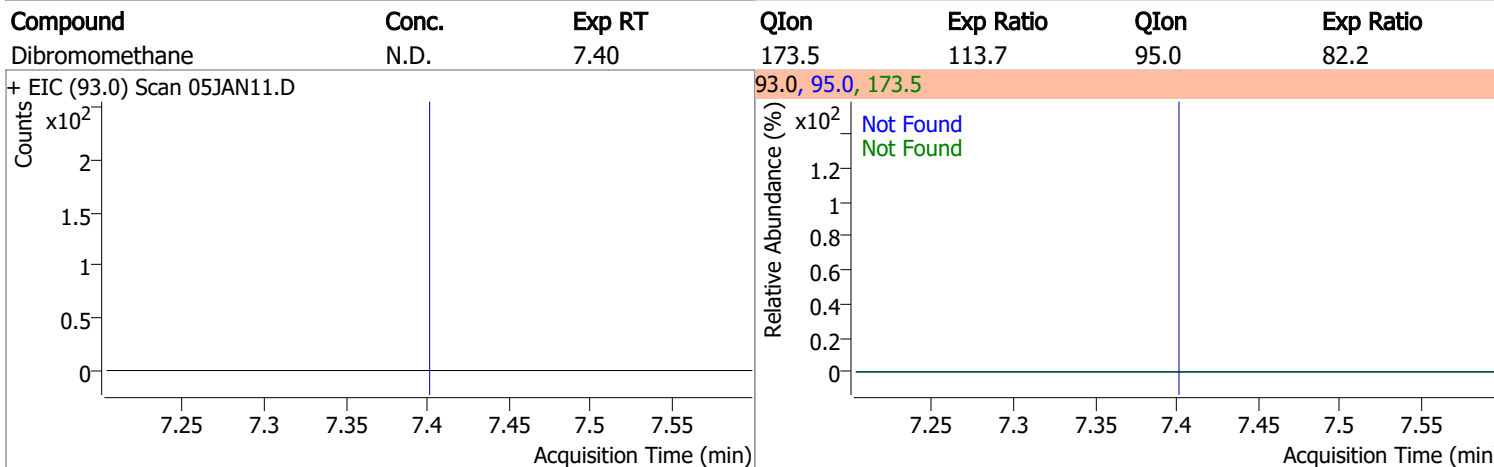 Compound Conc. Exp RT QIon Exp Ratio QIon Exp Ratio
Dibromomethane N.D. 7.40 173.5 113.7 95.0 82.2
+ EIC (93.0) Scan 05JAN11.D
Counts
x10²
2
1.5
1
0.5
0
7.25 7.3 7.35 7.4 7.45 7.5 7.55
Acquisition Time (min)
93.0, 95.0, 173.5
Relative Abundance (%)
x10²
Not Found
Not Found
1.2
1
0.8
0.6
0.4
0.2
0
7.25 7.3 7.35 7.4 7.45 7.5 7.55
Acquisition Time (min